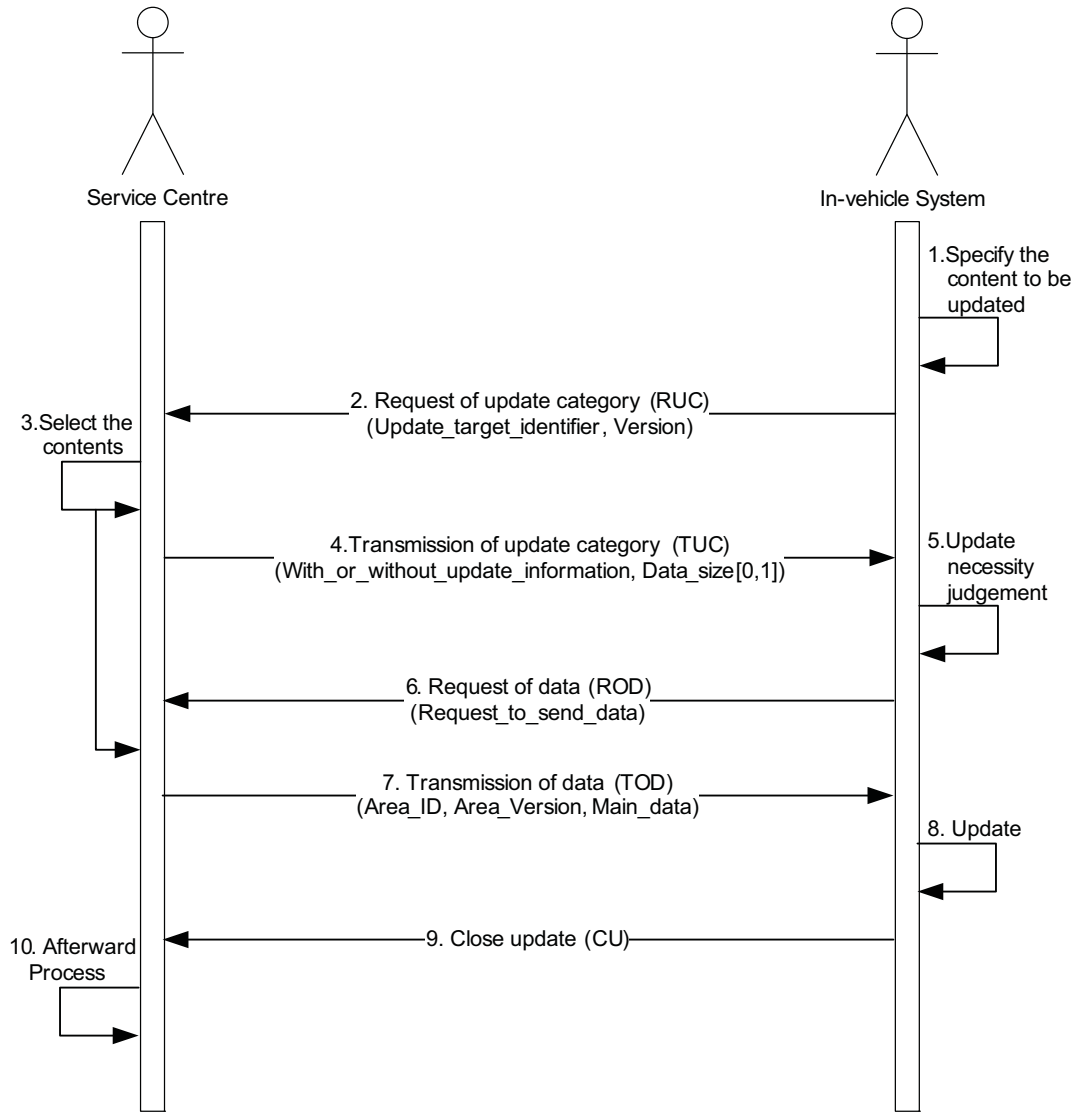 Service Centre
In-vehicle System
1.Specify the
content to be
updated
2. Request of update category (RUC)
(Update_target_identifier, Version)
3.Select the
contents
4.Transmission of update category (TUC)
(With_or_without_update_information, Data_size[0,1])
5.Update
necessity
judgement
6. Request of data (ROD)
(Request_to_send_data)
7. Transmission of data (TOD)
(Area_ID, Area_Version, Main_data)
8. Update
9. Close update (CU)
10. Afterward
Process